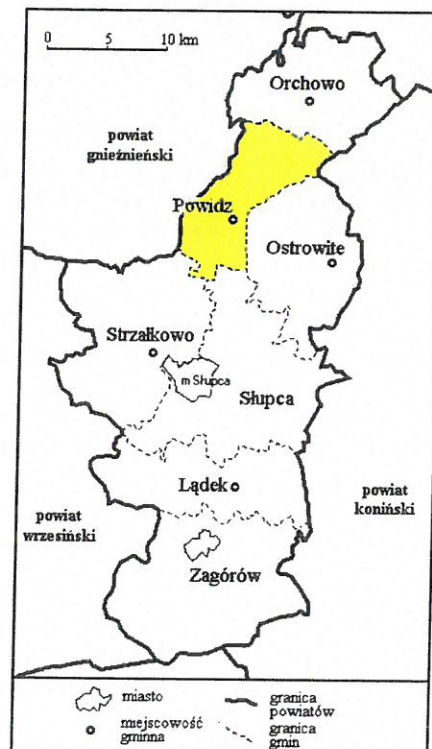 0 5 10 km
Orchowo
powiat
gnieźnieński
Powidz
Ostrowite
Strzałkowo
m Słupca
Słupca
Lądek
powiat
wrzesiński
powiat
koniński
Zagórów
miasto
miejscowość
gminna
granica
powiatów
granica
gmin